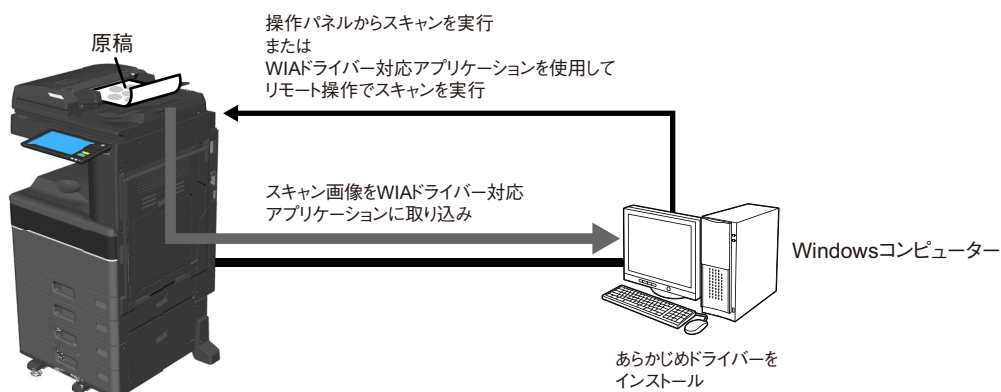 操作パネルからスキャンを実行
または
WIAドライバー対応アプリケーションを使用して
リモート操作でスキャンを実行
原稿
スキャン画像をWIAドライバー対応
アプリケーションに取り込み
Windowsコンピューター
あらかじめドライバーを
インストール